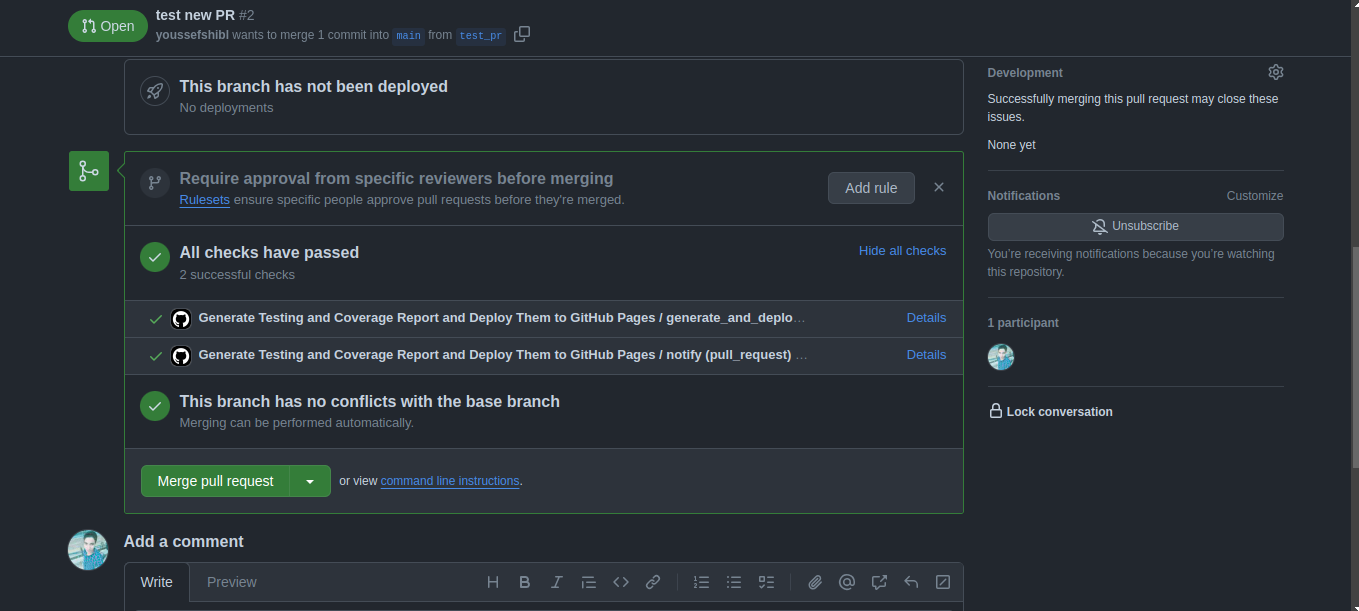 Open
test new PR #2
youssefshibl wants to merge 1 commit into main from test_pr
This branch has not been deployed
No deployments
Require approval from specific reviewers before merging
Rulesets ensure specific people approve pull requests before they're merged.
Add rule
All checks have passed
2 successful checks
Hide all checks
Generate Testing and Coverage Report and Deploy Them to GitHub Pages / generate_and_deplo…
Details
Generate Testing and Coverage Report and Deploy Them to GitHub Pages / notify (pull_request) …
Details
This branch has no conflicts with the base branch
Merging can be performed automatically.
Merge pull request
or view command line instructions.
Add a comment
Write
Preview
Development
Successfully merging this pull request may close these
issues.
None yet
Notifications
Customize
Unsubscribe
You’re receiving notifications because you’re watching
this repository.
1 participant
Lock conversation